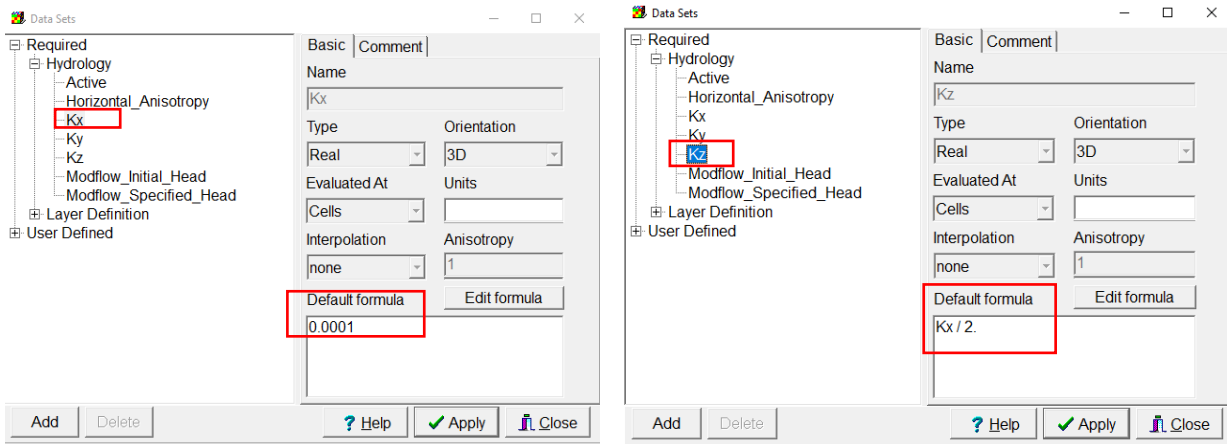 Data Sets
Required
Hydrology
Active
Horizontal_Anisotropy
Kx
Ky
Kz
Modflow_Initial_Head
Modflow_Specified_Head
Layer Definition
User Defined
Basic Comment
Name
Kx
Type Orientation
Real 3D
Evaluated At Units
Cells
Interpolation Anisotropy
none 1
Default formula Edit formula
0.0001
Add Delete ? Help Apply Close
Data Sets
Required
Hydrology
Active
Horizontal_Anisotropy
Kx
Ky
Kz
Modflow_Initial_Head
Modflow_Specified_Head
Layer Definition
User Defined
Basic Comment
Name
Kz
Type Orientation
Real 3D
Evaluated At Units
Cells
Interpolation Anisotropy
none 1
Default formula Edit formula
Kx / 2.
Add Delete ? Help Apply Close